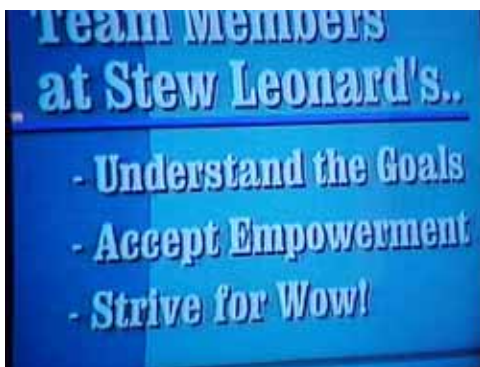 Team Members
at Stew Leonard's..
- Understand the Goals
- Accept Empowerment
- Strive for Wow!